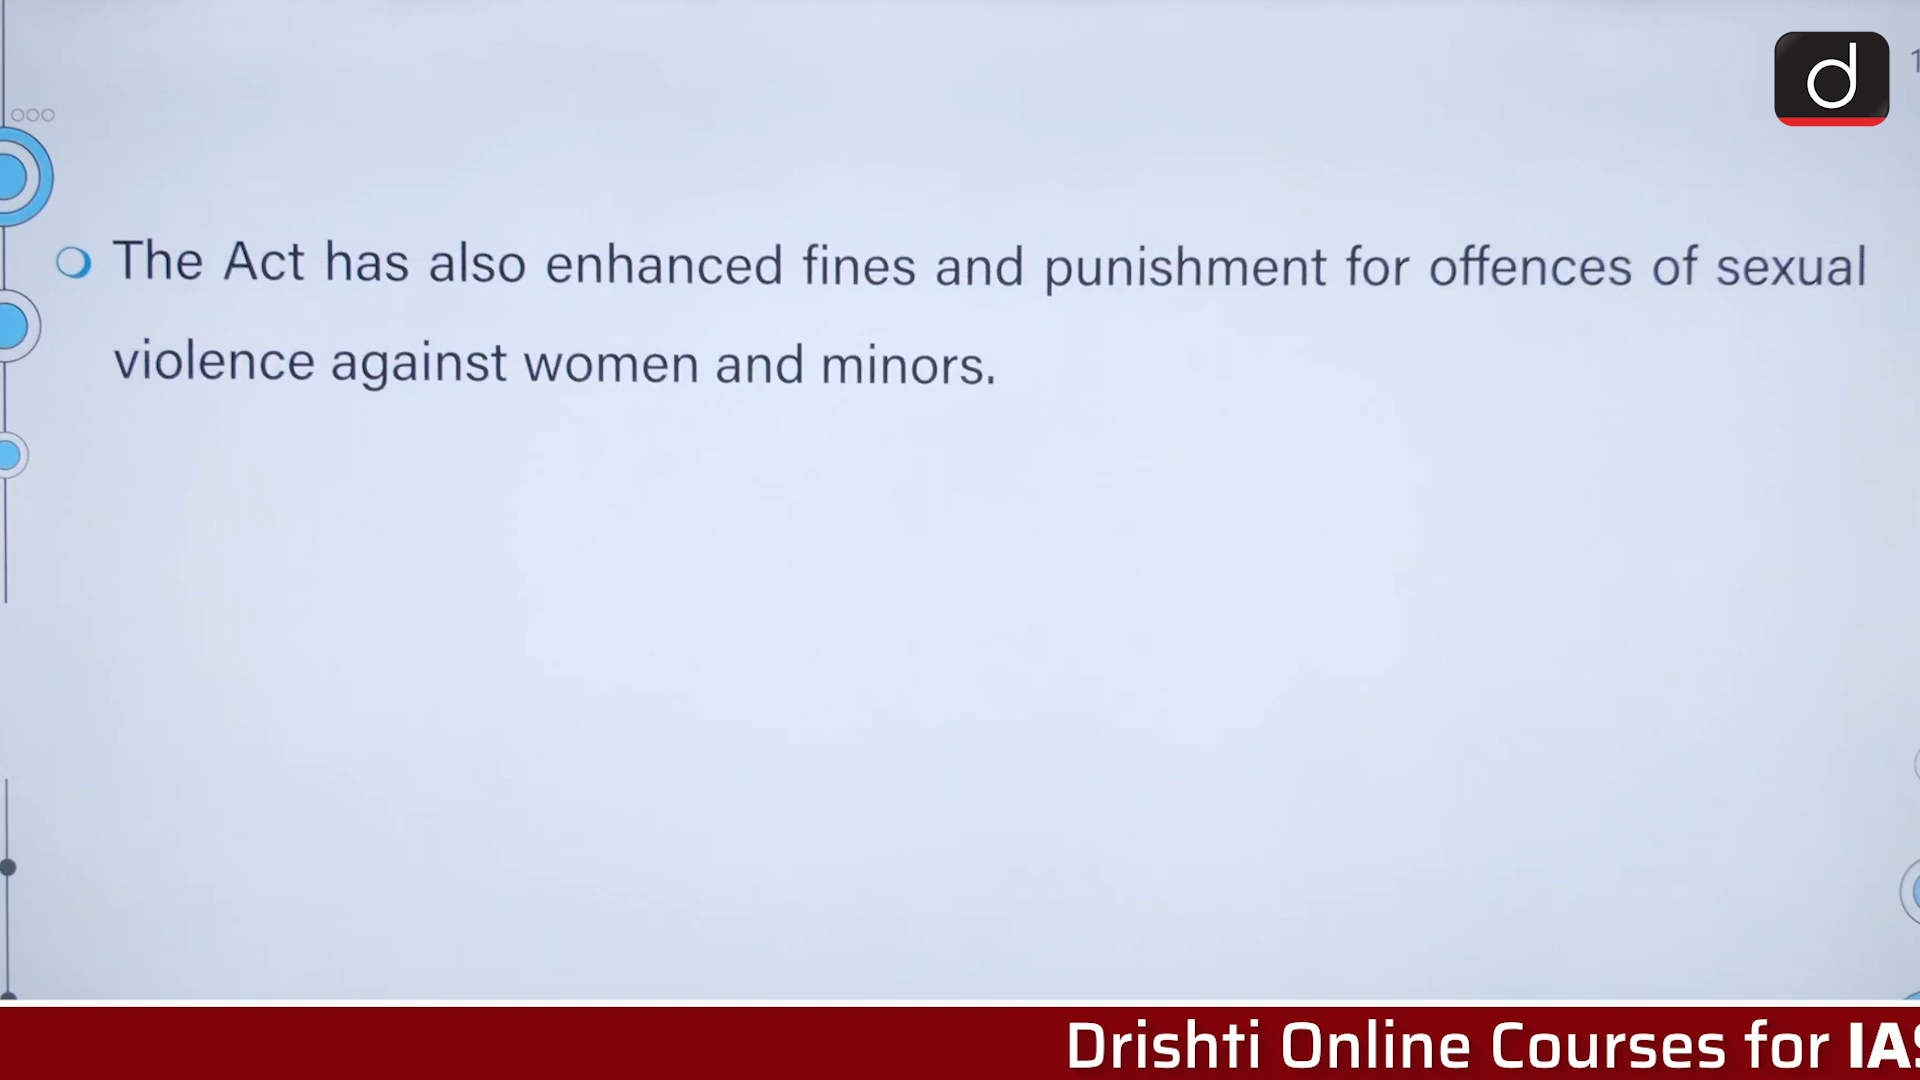 The Act has also enhanced fines and punishment for offences of sexual
violence against women and minors.
Drishti Online Courses for IAS